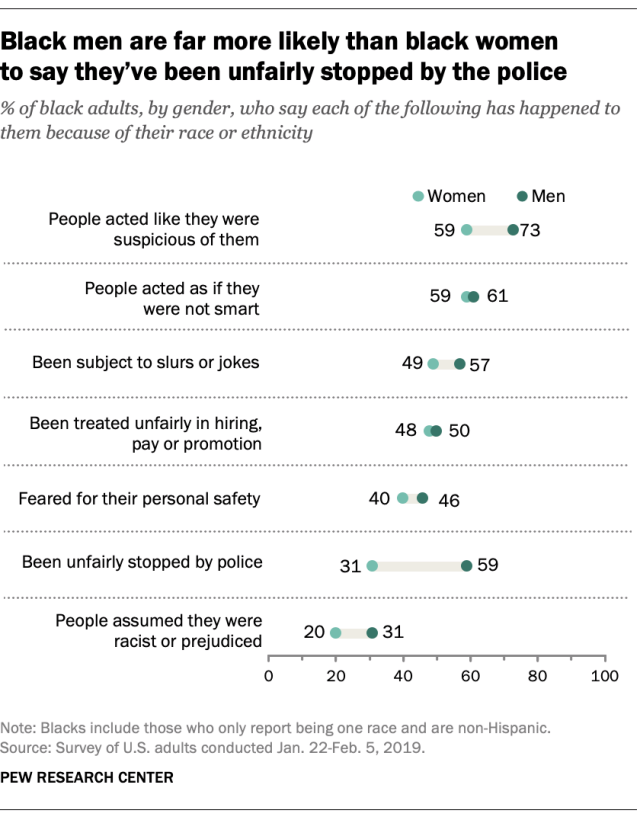 Black men are far more likely than black women
to say they’ve been unfairly stopped by the police
% of black adults, by gender, who say each of the following has happened to
them because of their race or ethnicity
Women Men
People acted like they were
suspicious of them
59 73
People acted as if they
were not smart
59 61
Been subject to slurs or jokes 49 57
Been treated unfairly in hiring,
pay or promotion
48 50
Feared for their personal safety 40 46
Been unfairly stopped by police 31 59
People assumed they were
racist or prejudiced
20 31
0 20 40 60 80 100
Note: Blacks include those who only report being one race and are non-Hispanic.
Source: Survey of U.S. adults conducted Jan. 22-Feb. 5, 2019.
PEW RESEARCH CENTER